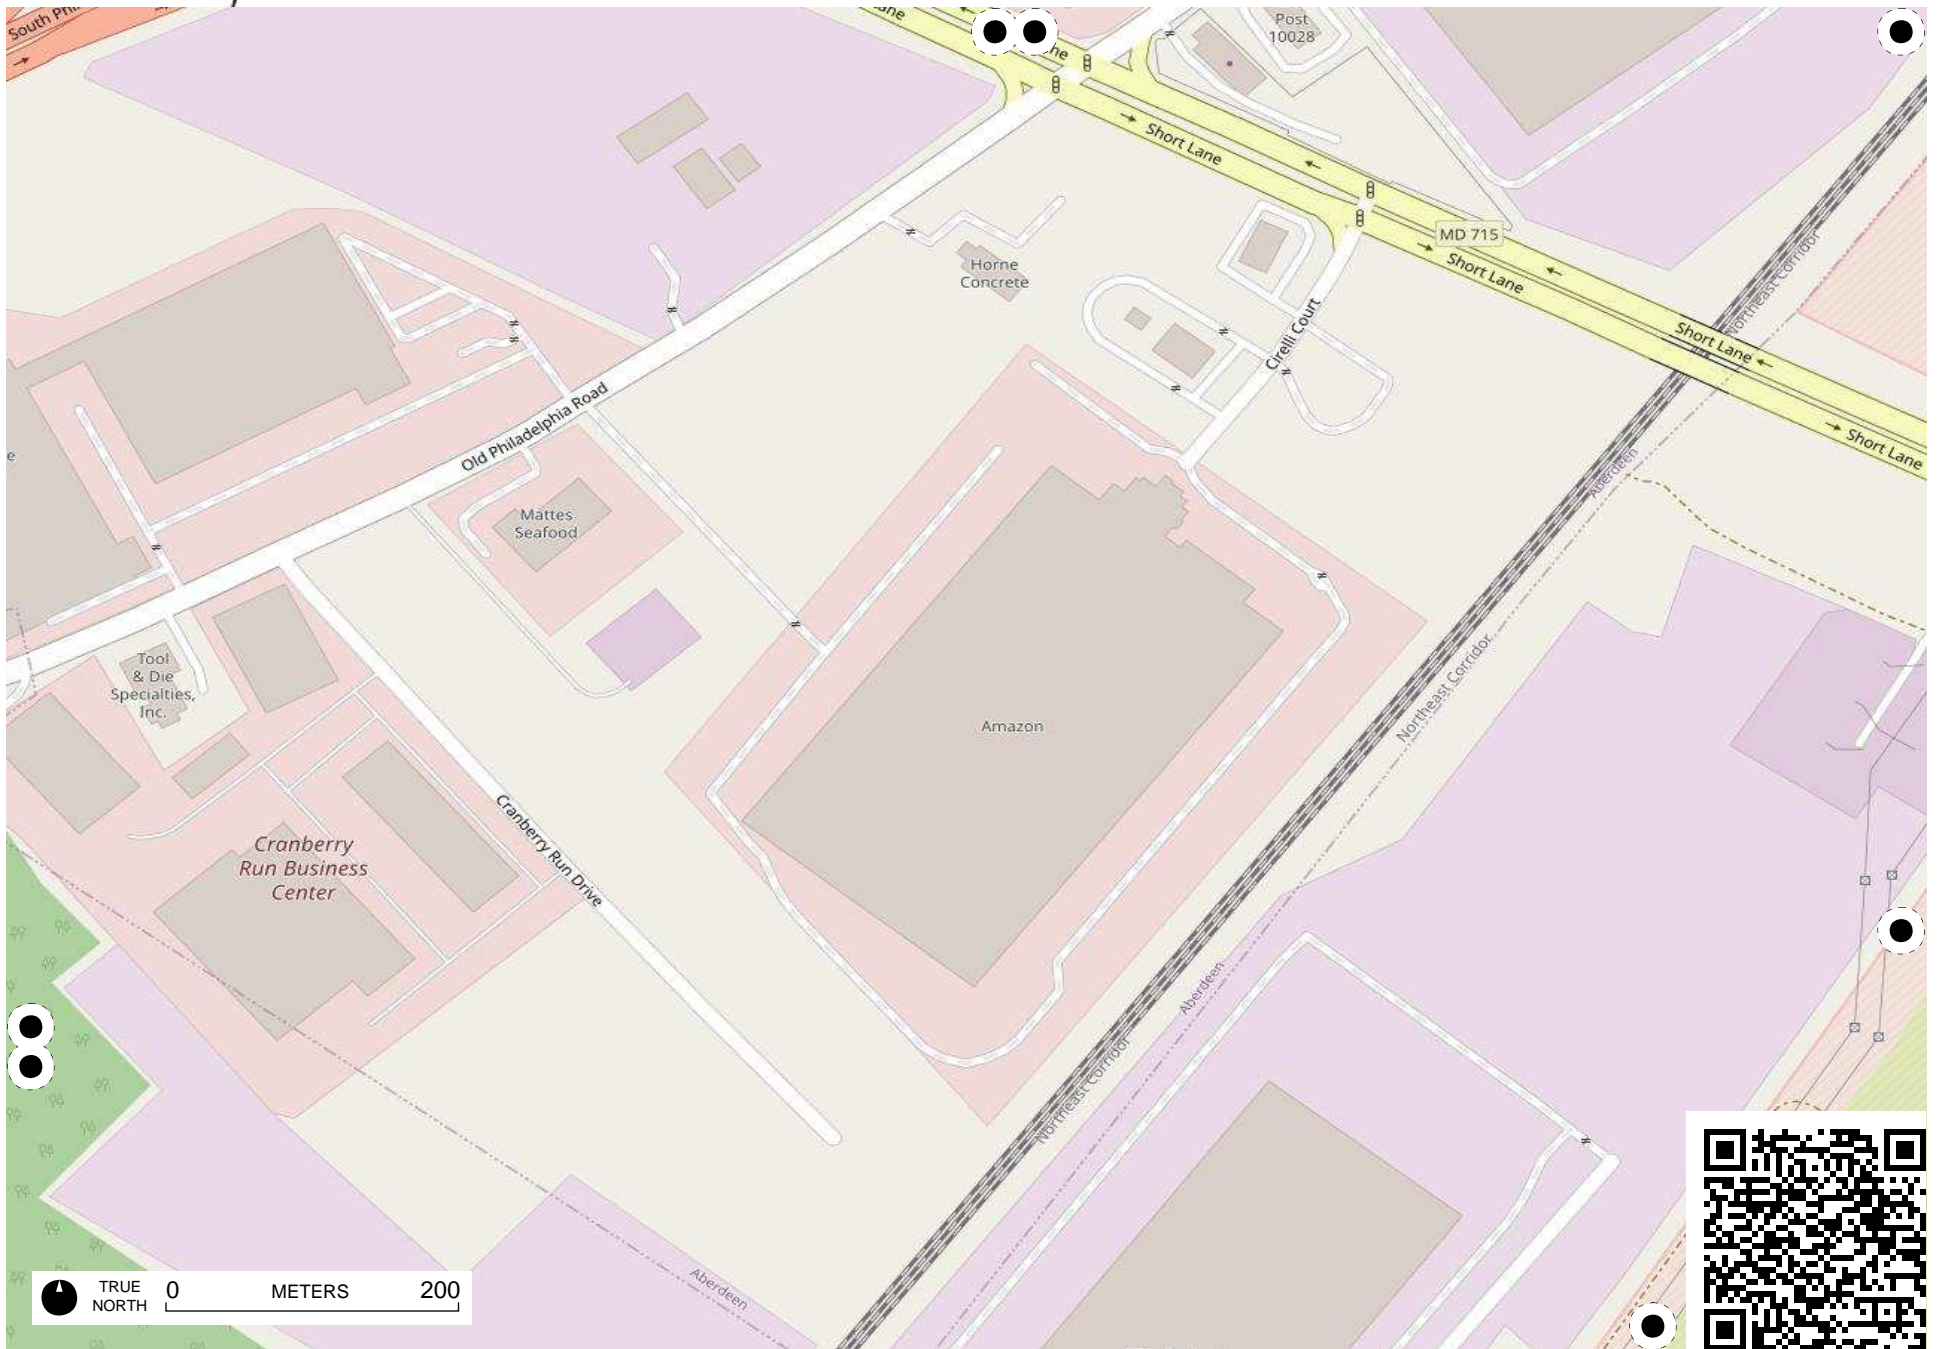 Post
10028
Short Lane
MD 715
Short Lane
Northeast Corridor
Horne
Concrete
Cirelli Court
Short Lane
Short Lane
Old Philadelphia Road
Aberdeen
Mattes
Seafood
Tool
& Die
Specialties,
Inc.
Amazon
Northeast Corridor
Cranberry
Run Business
Center
Cranberry Run Drive
Aberdeen
Northeast Corridor
Aberdeen
TRUE
NORTH
0 METERS 200